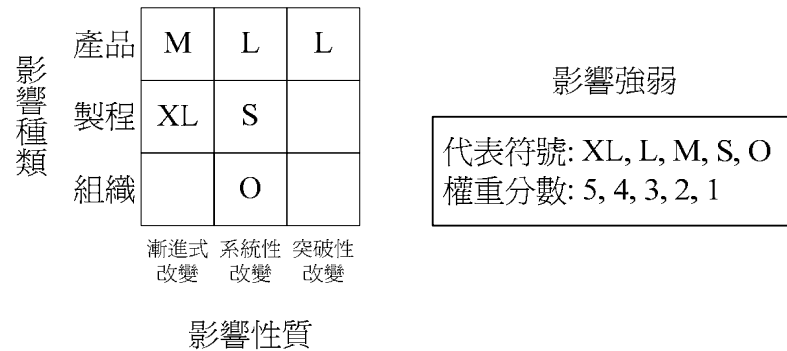 影響種類
產品 M L L
製程 XL S
組織 O
漸進式改變 系統性改變 突破性改變
影響性質
影響強弱
代表符號: XL, L, M, S, O
權重分數: 5, 4, 3, 2, 1